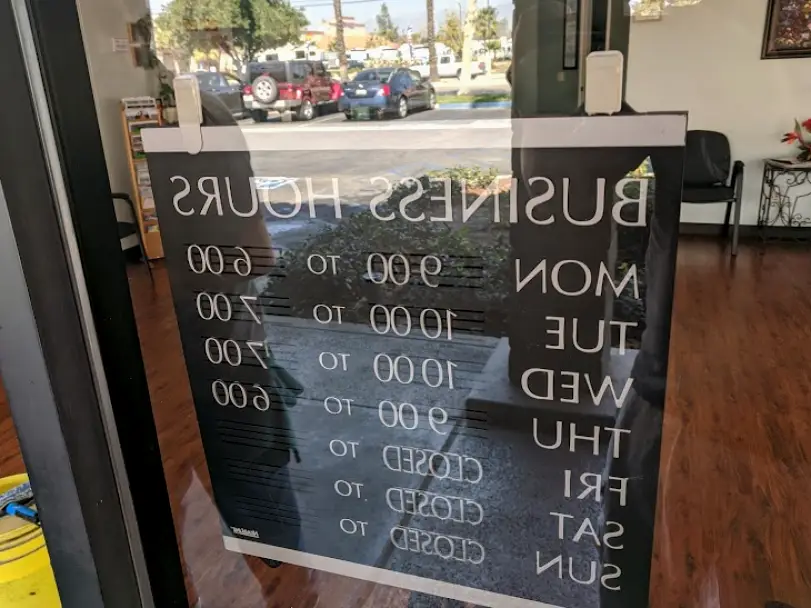 BUSINESS HOURS
MON 9 00 TO 6 00
TUE 10 00 TO 7 00
WED 10 00 TO 7 00
THU 9 00 TO 6 00
FRI CLOSED TO
SAT CLOSED TO
SUN CLOSED TO